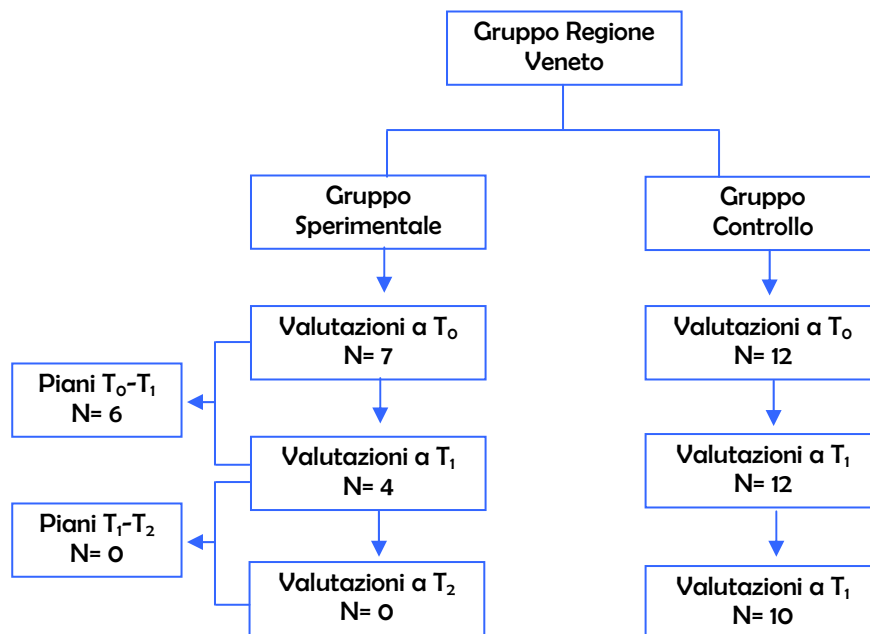 Gruppo Regione
Veneto
Gruppo
Sperimentale
Gruppo
Controllo
Valutazioni a T₀
N= 7
Valutazioni a T₀
N= 12
Piani T₀-T₁
N= 6
Valutazioni a T₁
N= 4
Valutazioni a T₁
N= 12
Piani T₁-T₂
N= 0
Valutazioni a T₂
N= 0
Valutazioni a T₁
N= 10